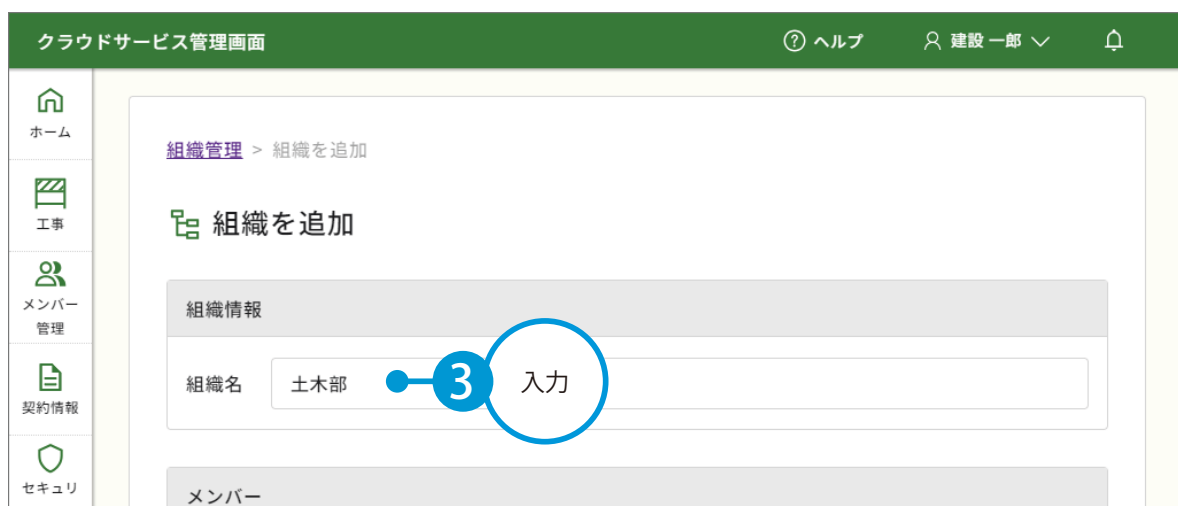 クラウドサービス管理画面
ヘルプ
建設 一郎
ホーム
工事
メンバー
管理
契約情報
セキュリ
組織管理 > 組織を追加
組織を追加
組織情報
組織名
土木部
3
入力
メンバー